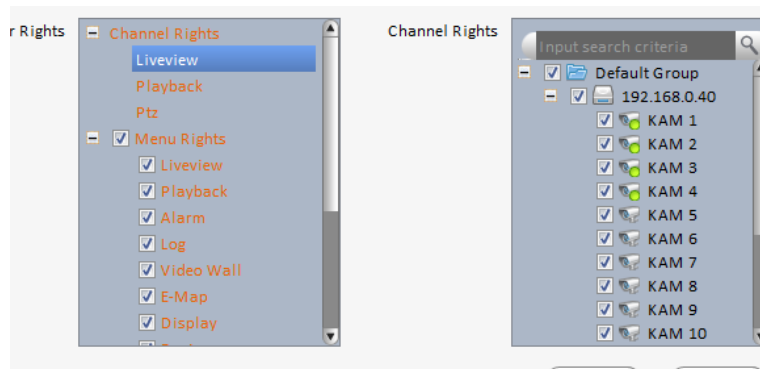 r Rights
Channel Rights
Liveview
Playback
Ptz
Menu Rights
Liveview
Playback
Alarm
Log
Video Wall
E-Map
Display
Channel Rights
Input search criteria
Default Group
192.168.0.40
KAM 1
KAM 2
KAM 3
KAM 4
KAM 5
KAM 6
KAM 7
KAM 8
KAM 9
KAM 10